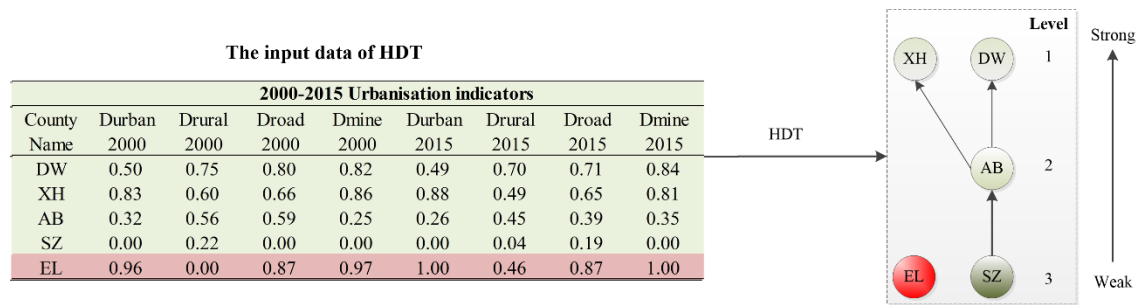 The input data of HDT
2000-2015 Urbanisation indicators
County Name Durban 2000 Drural 2000 Droad 2000 Dmine 2000 Durban 2015 Drural 2015 Droad 2015 Dmine 2015
DW 0.50 0.75 0.80 0.82 0.49 0.70 0.71 0.84
XH 0.83 0.60 0.66 0.86 0.88 0.49 0.65 0.81
AB 0.32 0.56 0.59 0.25 0.26 0.45 0.39 0.35
SZ 0.00 0.22 0.00 0.00 0.00 0.04 0.19 0.00
EL 0.96 0.00 0.87 0.97 1.00 0.46 0.87 1.00
HDT
Level
Strong
XH DW 1
AB 2
EL SZ 3
Weak